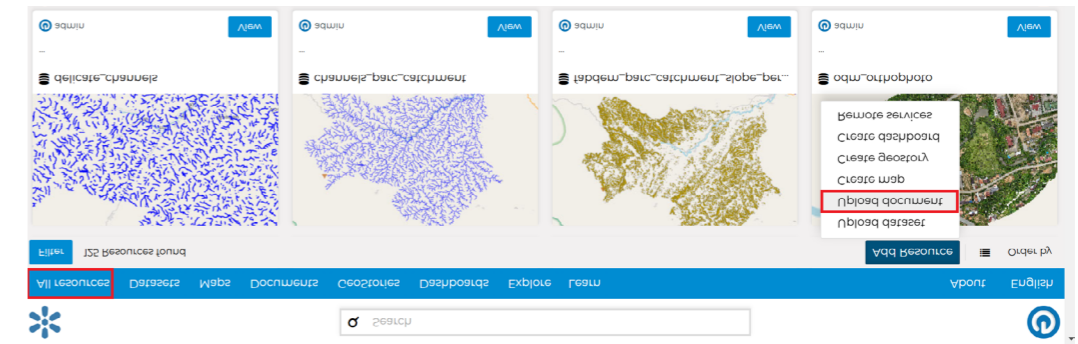 Search
All resources Datasets Maps Documents GeoStories Dashboards Explore Learn About English
Filter 125 Resources found Add Resource Order by
Upload dataset
Upload document
Create map
Create geostory
Create dashboard
Remote services
delicate_channels channels_parc_catchment fabdem_parc_catchment_slope_per... odm_orthophoto
... ... ... ...
admin View admin View admin View admin View